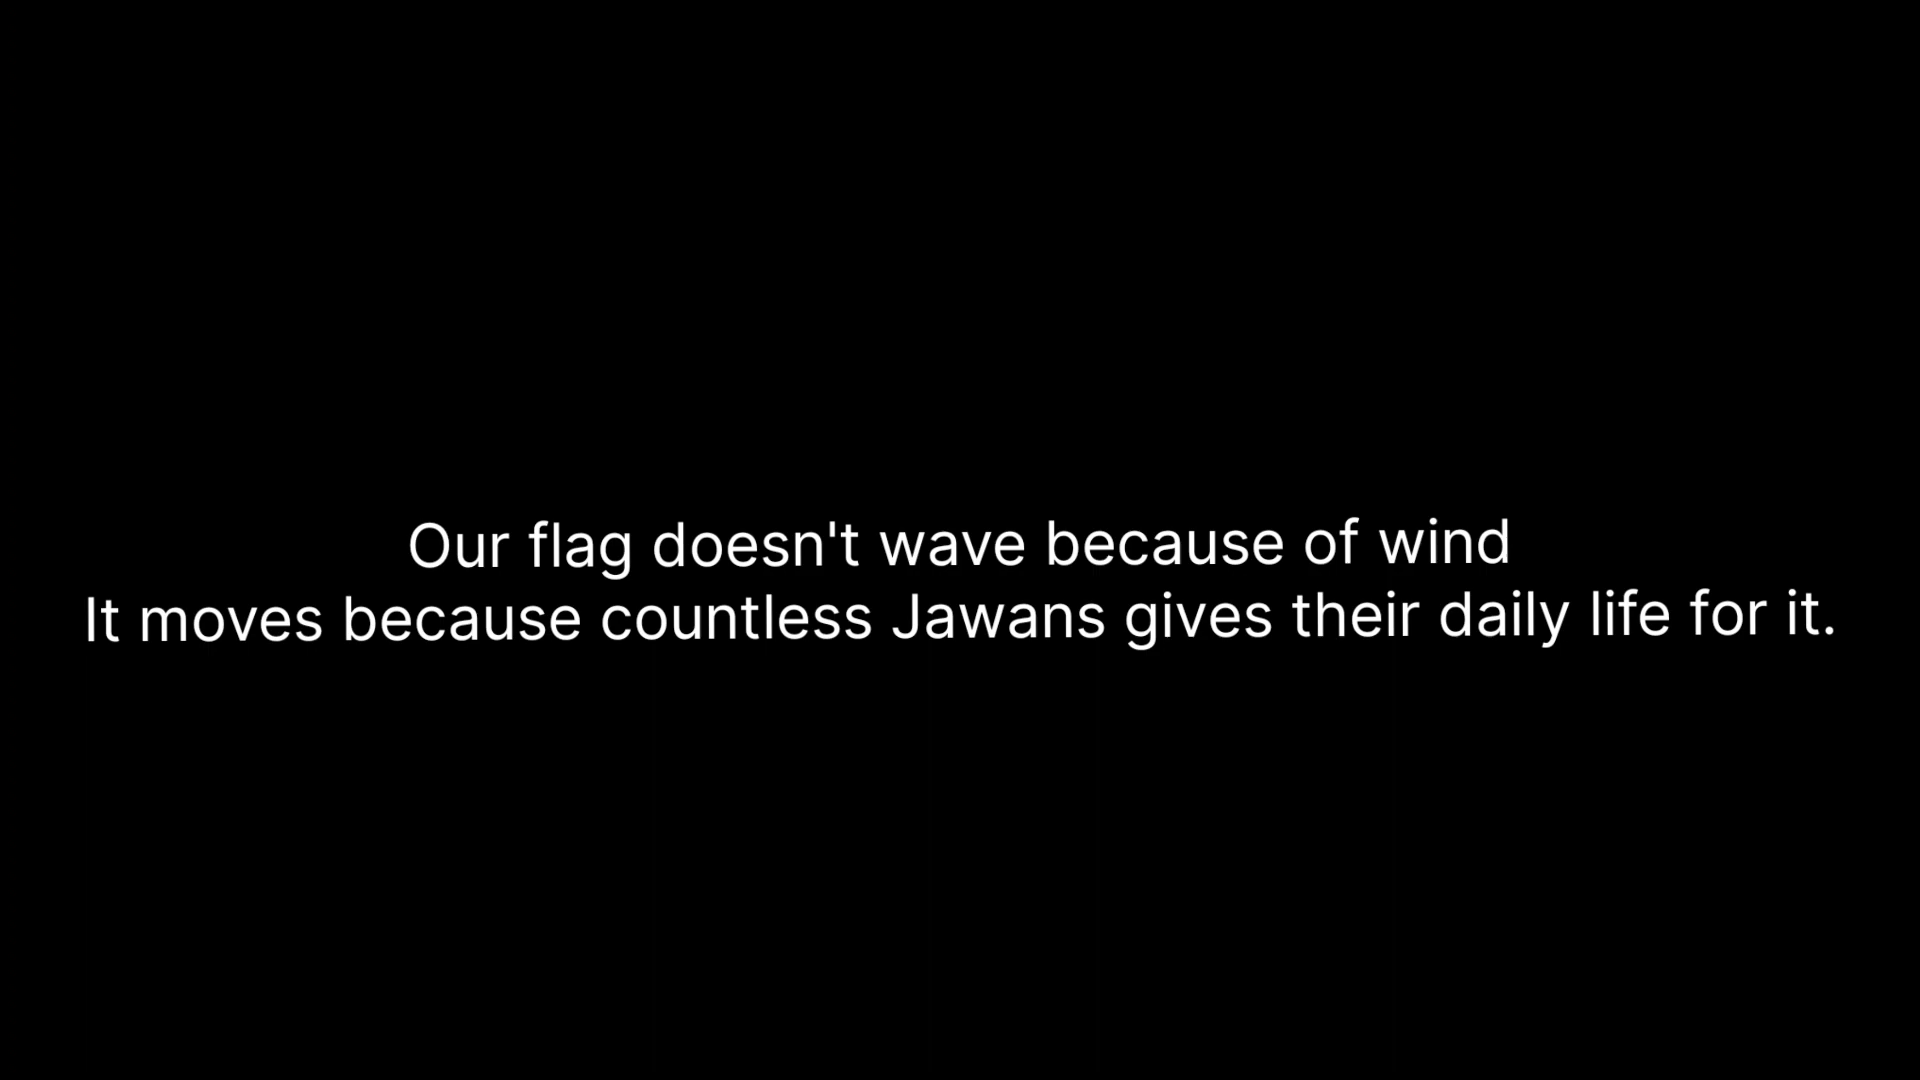 Our flag doesn't wave because of wind
It moves because countless Jawans gives their daily life for it.